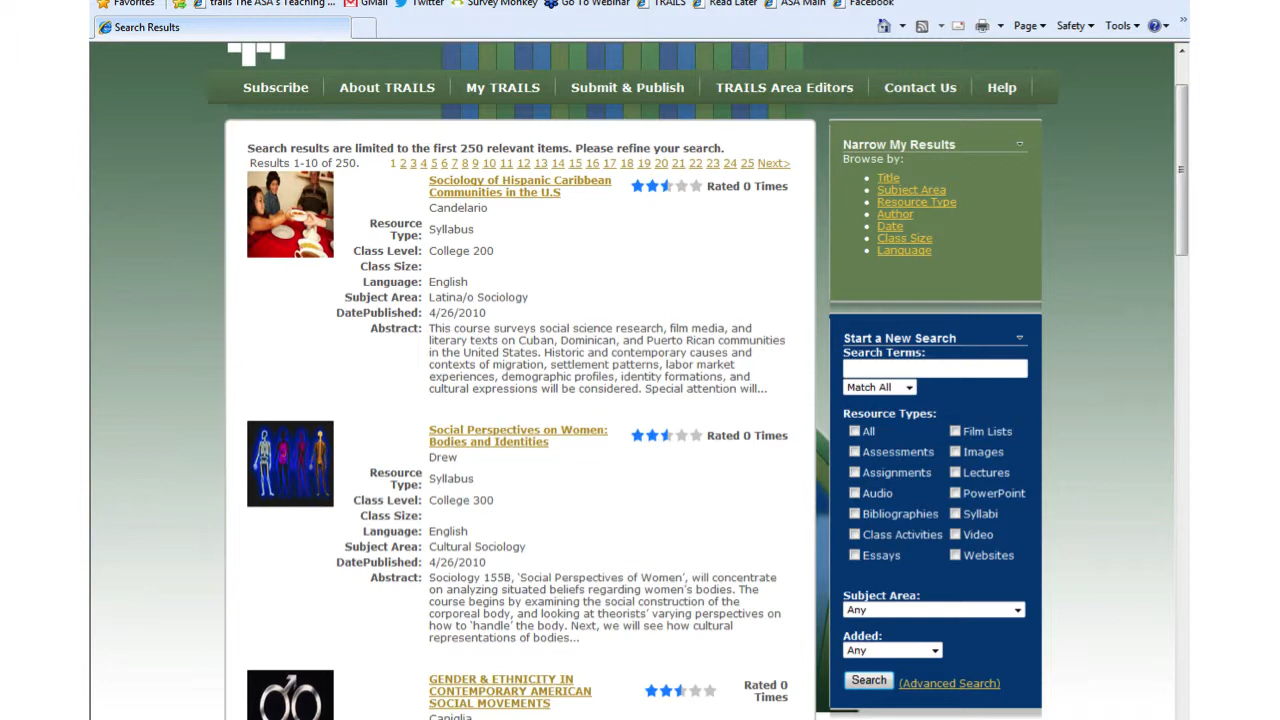 Favorites trails The ASA's Teaching ... GMail Twitter Survey Monkey Go To Webinar TRAILS Read Later ASA Main Facebook
Search Results
Page Safety Tools
Subscribe About TRAILS My TRAILS Submit & Publish TRAILS Area Editors Contact Us Help
Search results are limited to the first 250 relevant items. Please refine your search.
Results 1-10 of 250. 1 2 3 4 5 6 7 8 9 10 11 12 13 14 15 16 17 18 19 20 21 22 23 24 25 Next>
Sociology of Hispanic Caribbean
Communities in the U.S
Rated 0 Times
Candelario
Resource
Type: Syllabus
Class Level: College 200
Class Size:
Language: English
Subject Area: Latina/o Sociology
DatePublished: 4/26/2010
Abstract: This course surveys social science research, film media, and
literary texts on Cuban, Dominican, and Puerto Rican communities
in the United States. Historic and contemporary causes and
contexts of migration, settlement patterns, labor market
experiences, demographic profiles, identity formations, and
cultural expressions will be considered. Special attention will...
Social Perspectives on Women:
Bodies and Identities
Rated 0 Times
Drew
Resource
Type: Syllabus
Class Level: College 300
Class Size:
Language: English
Subject Area: Cultural Sociology
DatePublished: 4/26/2010
Abstract: Sociology 155B, 'Social Perspectives of Women', will concentrate
on analyzing situated beliefs regarding women's bodies. The
course begins by examining the social construction of the
corporeal body, and looking at theorists' varying perspectives on
how to 'handle' the body. Next, we will see how cultural
representations of bodies...
GENDER & ETHNICITY IN
CONTEMPORARY AMERICAN
SOCIAL MOVEMENTS
Rated 0
Times
Caniglia
Narrow My Results
Browse by:
Title
Subject Area
Resource Type
Author
Date
Class Size
Language
Start a New Search
Search Terms:
Match All
Resource Types:
All Film Lists
Assessments Images
Assignments Lectures
Audio PowerPoint
Bibliographies Syllabi
Class Activities Video
Essays Websites
Subject Area:
Any
Added:
Any
Search (Advanced Search)